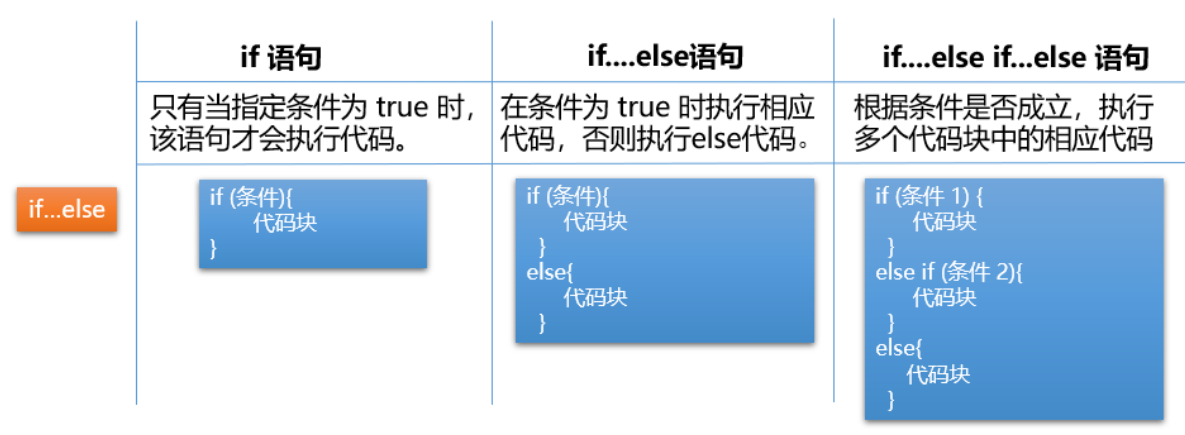 if 语句
if....else语句
if....else if...else 语句
只有当指定条件为 true 时，
该语句才会执行代码。
在条件为 true 时执行相应
代码，否则执行else代码。
根据条件是否成立，执行
多个代码块中的相应代码
if...else
if (条件){
代码块
}
if (条件){
代码块
}
else{
代码块
}
if (条件 1) {
代码块
}
else if (条件 2){
代码块
}
else{
代码块
}